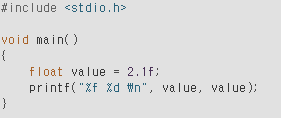 #include <stdio.h>
void main()
{
float value = 2.1f;
printf("%f %d ₩n", value, value);
}